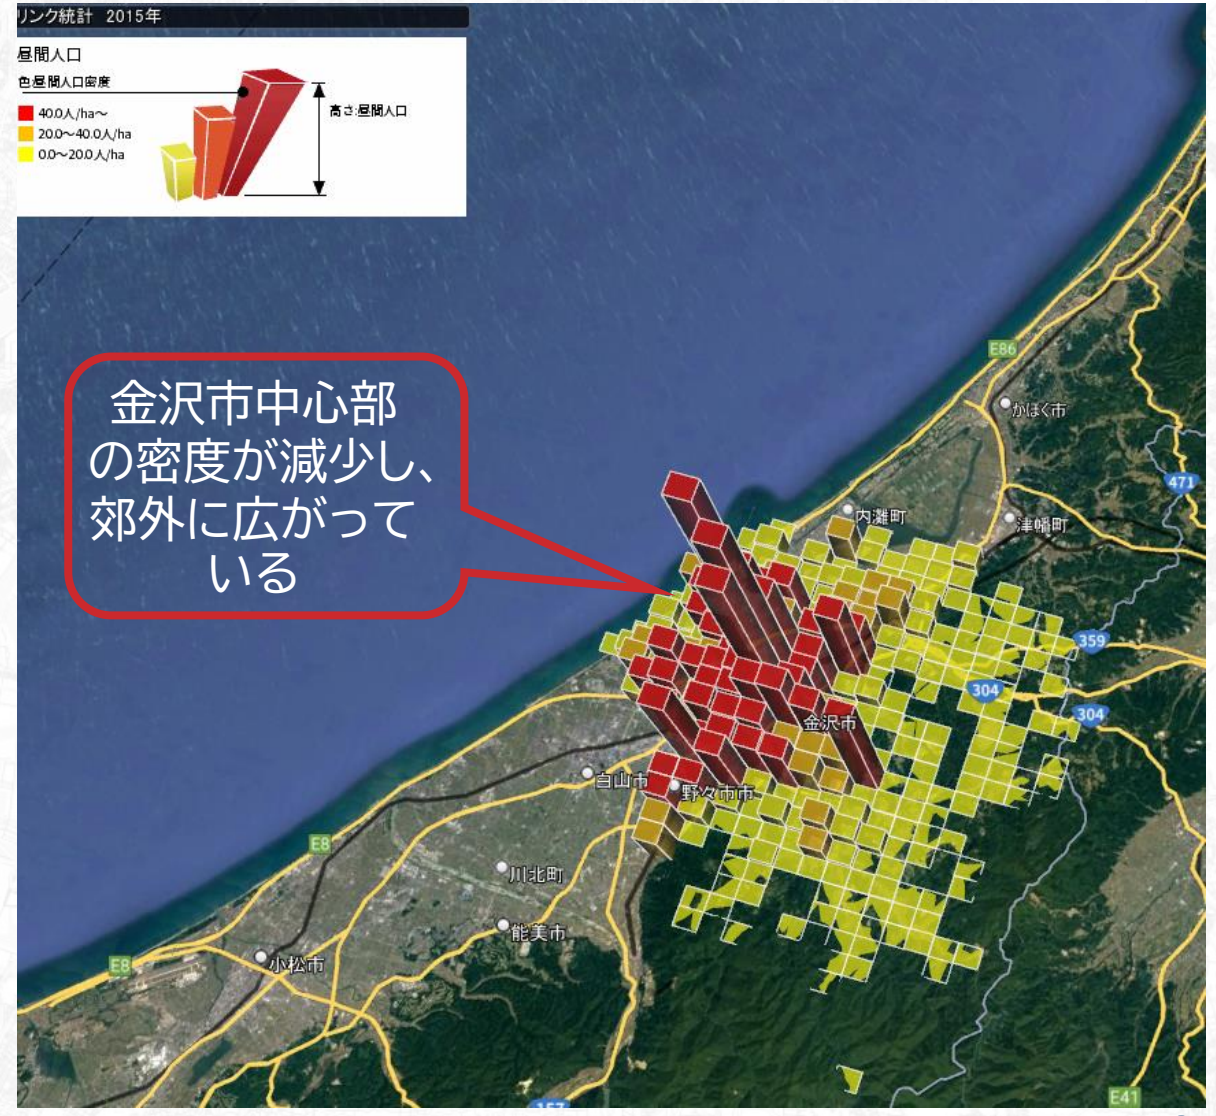 リンク統計 2015年
昼間人口
色:昼間人口密度
40.0人/ha～
20.0～40.0人/ha
0.0～20.0人/ha
高さ:昼間人口
金沢市中心部
の密度が減少し、
郊外に広がって
いる
E86
かほく市
471
内灘町
津幡町
359
304
304
金沢市
白山市
野々市市
E8
川北町
能美市
E8
小松市
E41
157